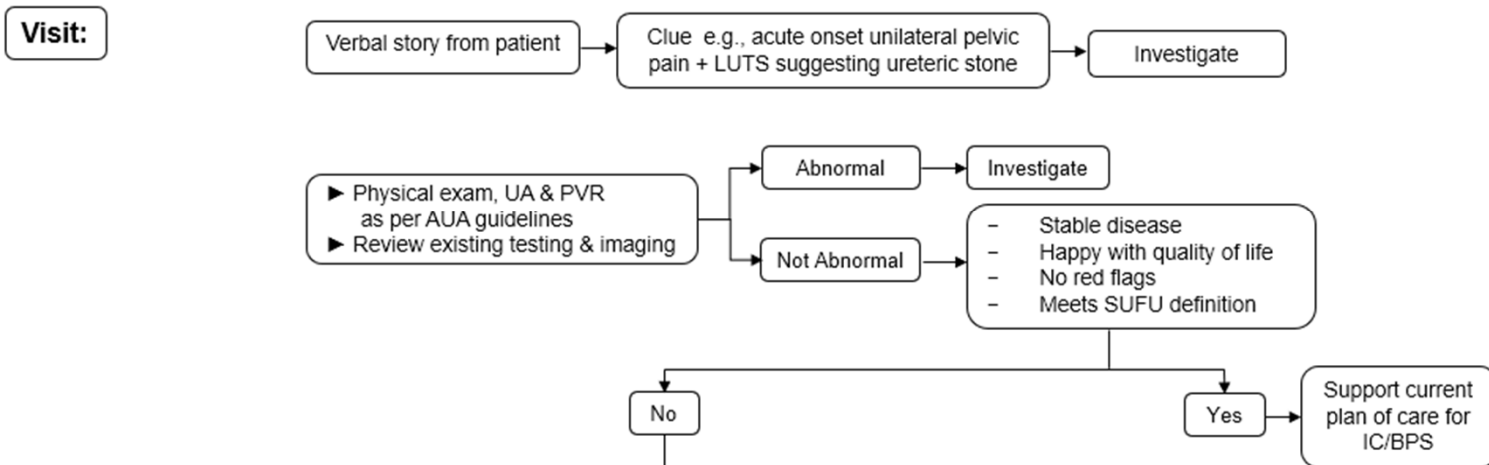 Visit:
Verbal story from patient
Clue e.g., acute onset unilateral pelvic
pain + LUTS suggesting ureteric stone
Investigate
► Physical exam, UA & PVR
as per AUA guidelines
► Review existing testing & imaging
Abnormal
Investigate
Not Abnormal
- Stable disease
- Happy with quality of life
- No red flags
- Meets SUFU definition
No
Yes
Support current
plan of care for
IC/BPS